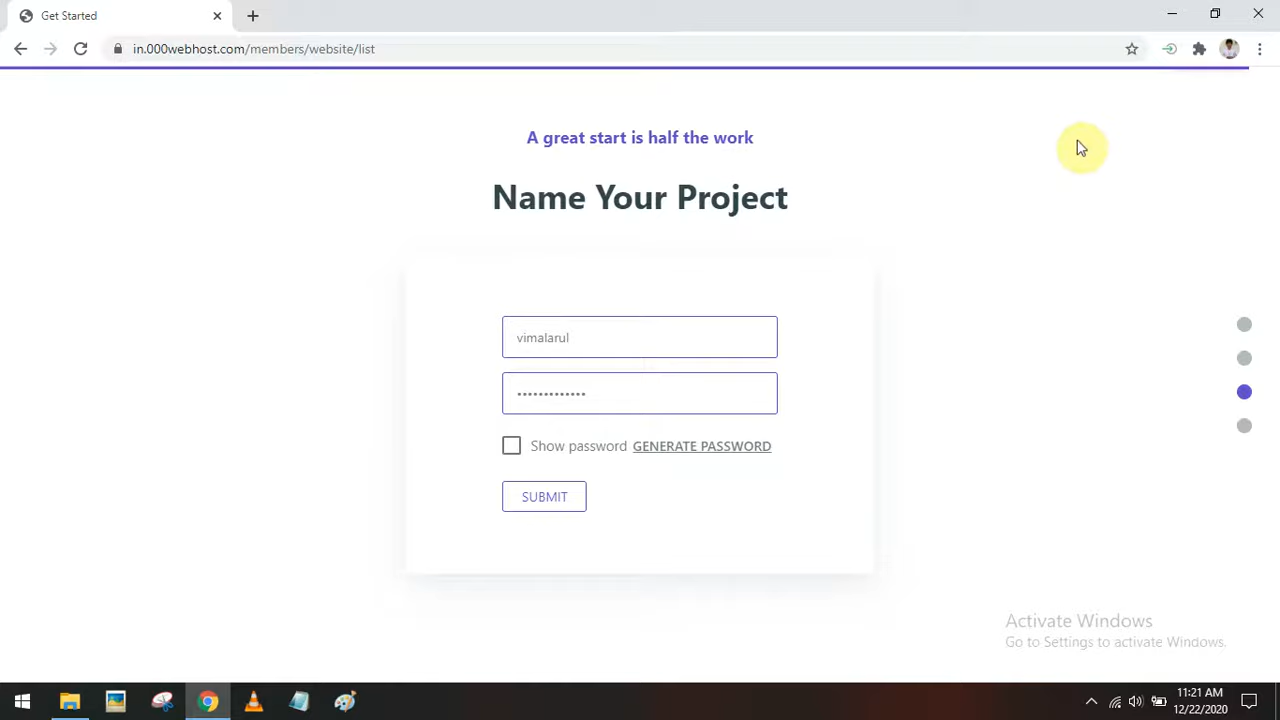 Get Started
in.000webhost.com/members/website/list
A great start is half the work
Name Your Project
vimalarul
•••••••••••••
Show password GENERATE PASSWORD
SUBMIT
Activate Windows
Go to Settings to activate Windows.
11:21 AM
12/22/2020